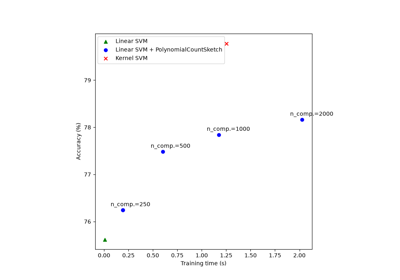 Linear SVM
Linear SVM + PolynomialCountSketch
Kernel SVM
79
78
77
76
Accuracy (%)
n_comp.=2000
n_comp.=1000
n_comp.=500
n_comp.=250
0.00 0.25 0.50 0.75 1.00 1.25 1.50 1.75 2.00
Training time (s)